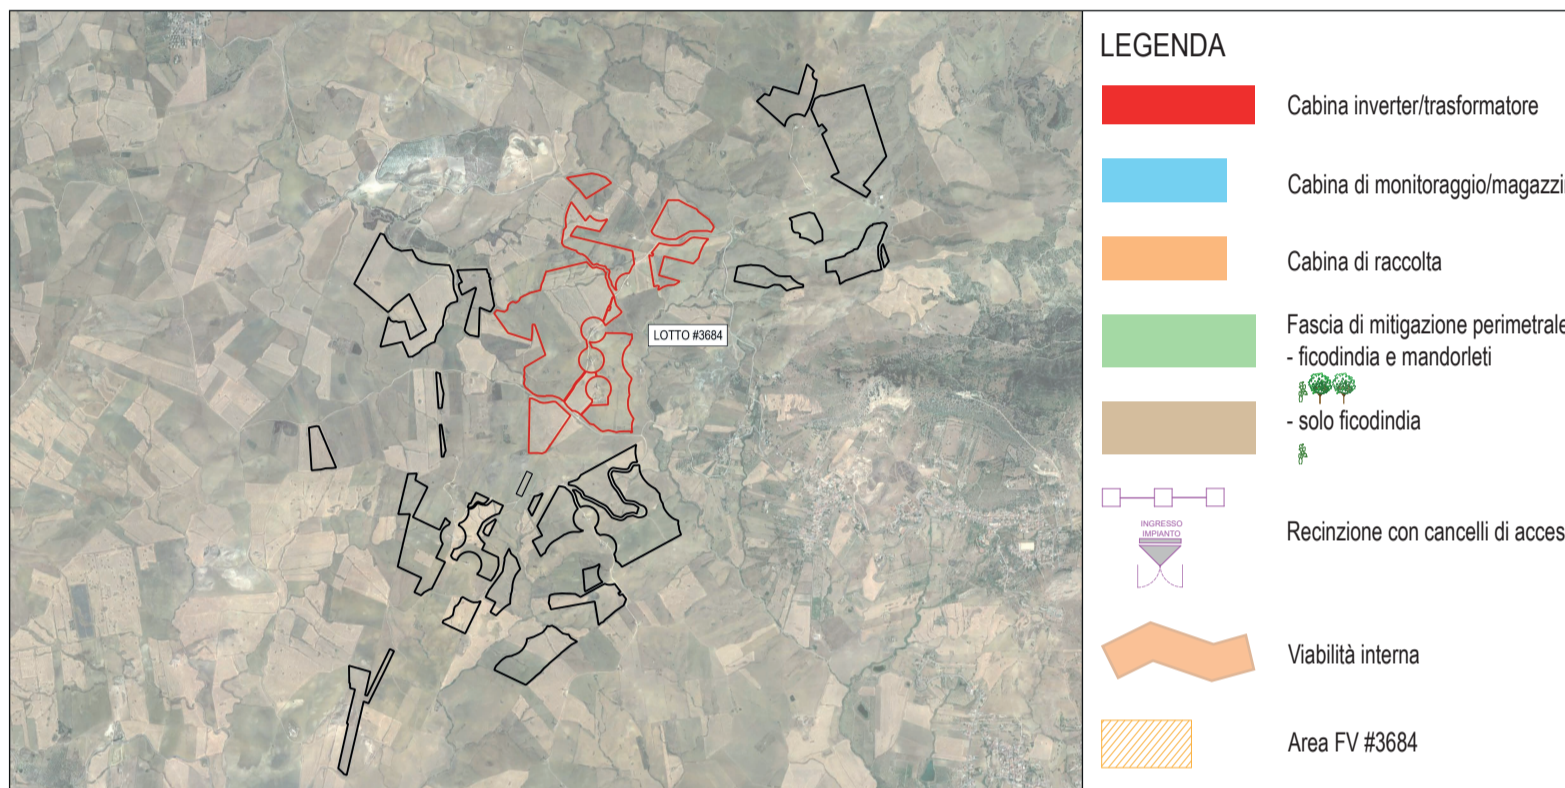 LOTTO #3684
LEGENDA
Cabina inverter/trasformatore
Cabina di monitoraggio/magazzi
Cabina di raccolta
Fascia di mitigazione perimetrale
- ficodindia e mandorleti
- solo ficodindia
INGRESSO
IMPIANTO
Recinzione con cancelli di acces
Viabilità interna
Area FV #3684